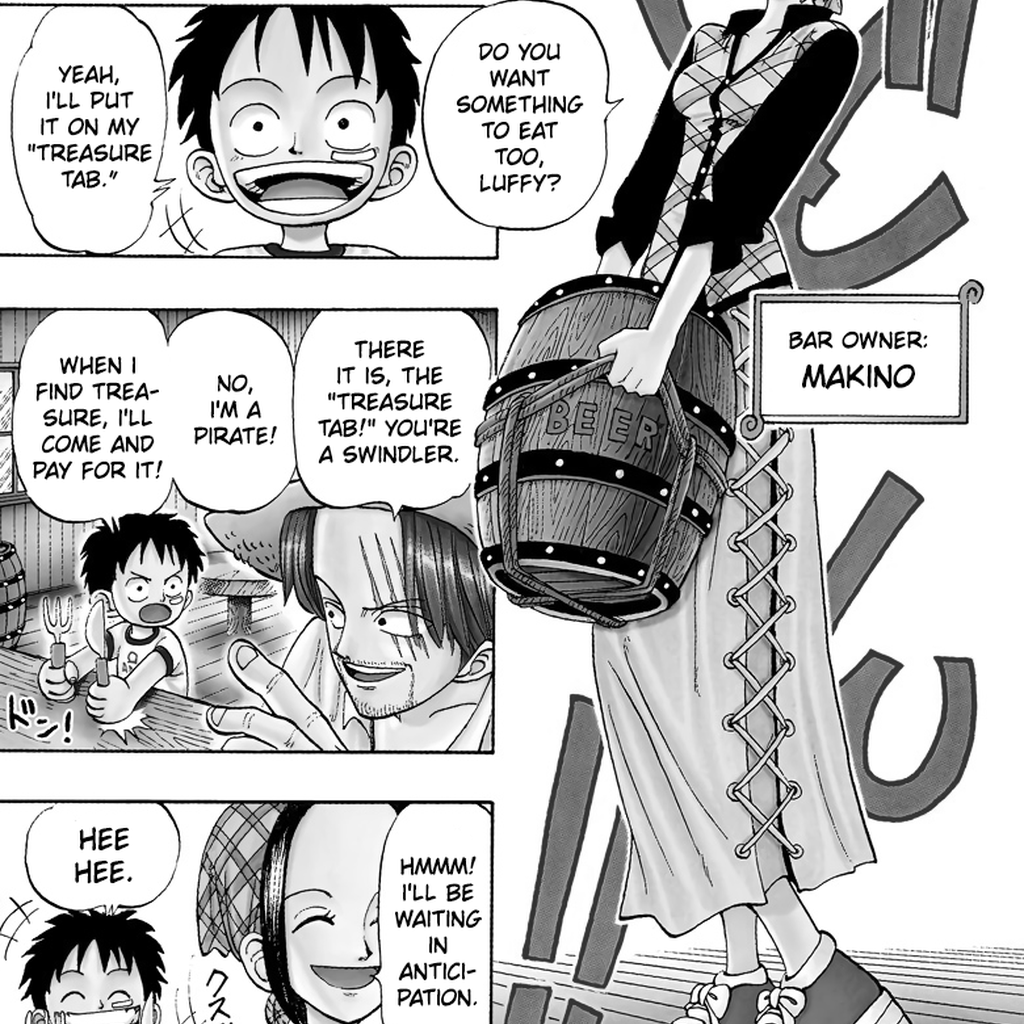 DO YOU
WANT
SOMETHING
TO EAT
TOO,
LUFFY?
YEAH,
I'LL PUT
IT ON MY
"TREASURE
TAB."
BAR OWNER:
MAKINO
BEER
THERE
IT IS, THE
"TREASURE
TAB!" YOU'RE
A SWINDLER.
NO,
I'M A
PIRATE!
WHEN I
FIND TREA-
SURE, I'LL
COME AND
PAY FOR IT!
ドン!
HMMM!
I'LL BE
WAITING
IN
ANTICI-
PATION.
クスッ
HEE
HEE.